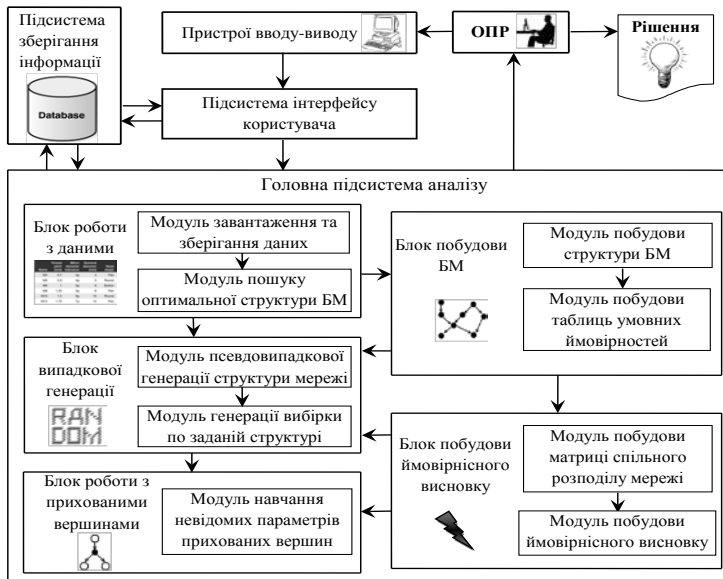 Підсистема
зберігання
інформації
Database
Пристрої вводу-виводу
ОПР
Рішення
Підсистема інтерфейсу
користувача
Головна підсистема аналізу
Блок роботи
з даними
Модуль завантаження та
зберігання даних
Модуль пошуку
оптимальної структури БМ
Блок побудови
БМ
Модуль побудови
структури БМ
Модуль побудови
таблиць умовних
ймовірностей
Блок
випадкової
генерації
RAN
DOM
Модуль псевдовипадкової
генерації структури мережі
Модуль генерації вибірки
по заданій структурі
Блок побудови
ймовірнісного
висновку
Модуль побудови
матриці спільного
розподілу мережі
Модуль побудови
ймовірнісного висновку
Блок роботи з
прихованими
вершинами
Модуль навчання
невідомих параметрів
прихованих вершин